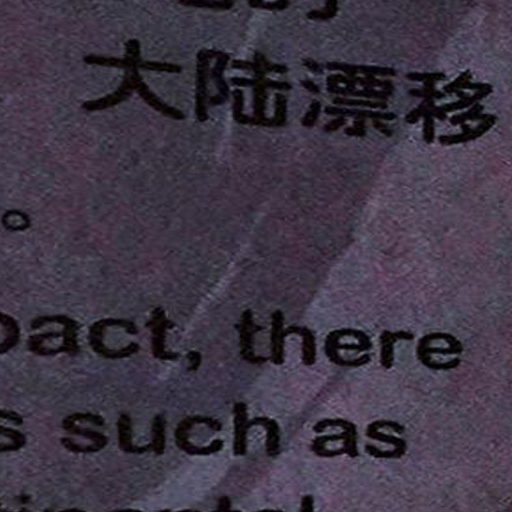 大陆漂移
。
pact, there
s such as